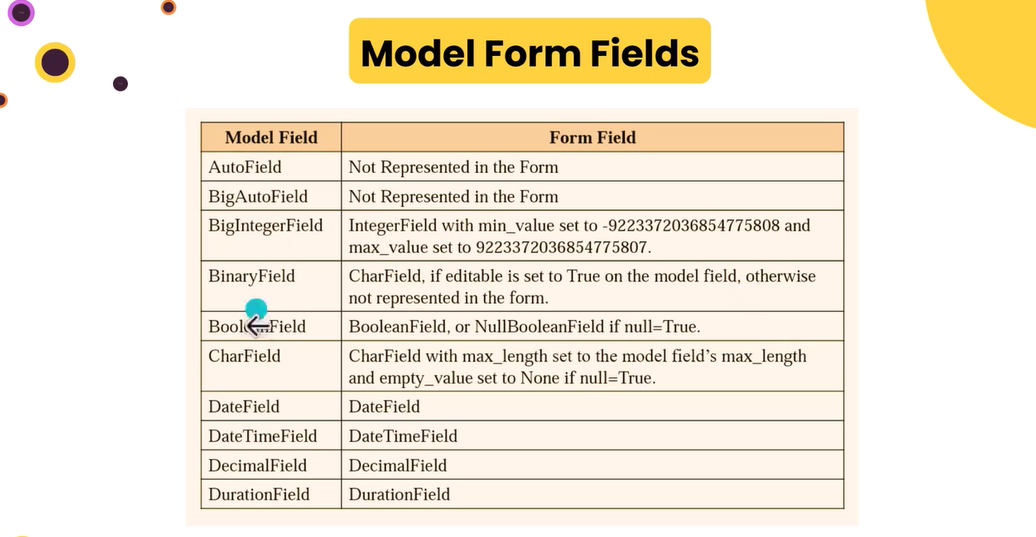 Model Form Fields
Model Field Form Field
AutoField Not Represented in the Form
BigAutoField Not Represented in the Form
BigIntegerField IntegerField with min_value set to -9223372036854775808 and
max_value set to 9223372036854775807.
BinaryField CharField, if editable is set to True on the model field, otherwise
not represented in the form.
BooleanField BooleanField, or NullBooleanField if null=True.
CharField CharField with max_length set to the model field's max_length
and empty_value set to None if null=True.
DateField DateField
DateTimeField DateTimeField
DecimalField DecimalField
DurationField DurationField